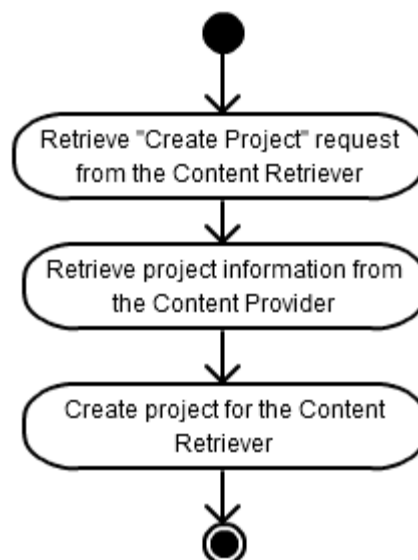 Retrieve "Create Project" request
from the Content Retriever
Retrieve project information from
the Content Provider
Create project for the Content
Retriever